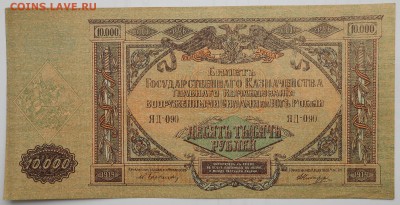 COINS.LAVE.RU
10.000 10.000
БИЛЕТЪ
ГОСУДАРСТВЕННАГО КАЗНАЧЕЙСТВА
ГЛАВНАГО КОМАНДОВАНІЯ
ВООРУЖЕННЫМИ СИЛАМИ НА ЮГѢ РОССІИ
ЯД-090 ЯД-090
ДЕСЯТЬ ТЫСЯЧЪ
РУБЛЕЙ
10.000
1919 1919